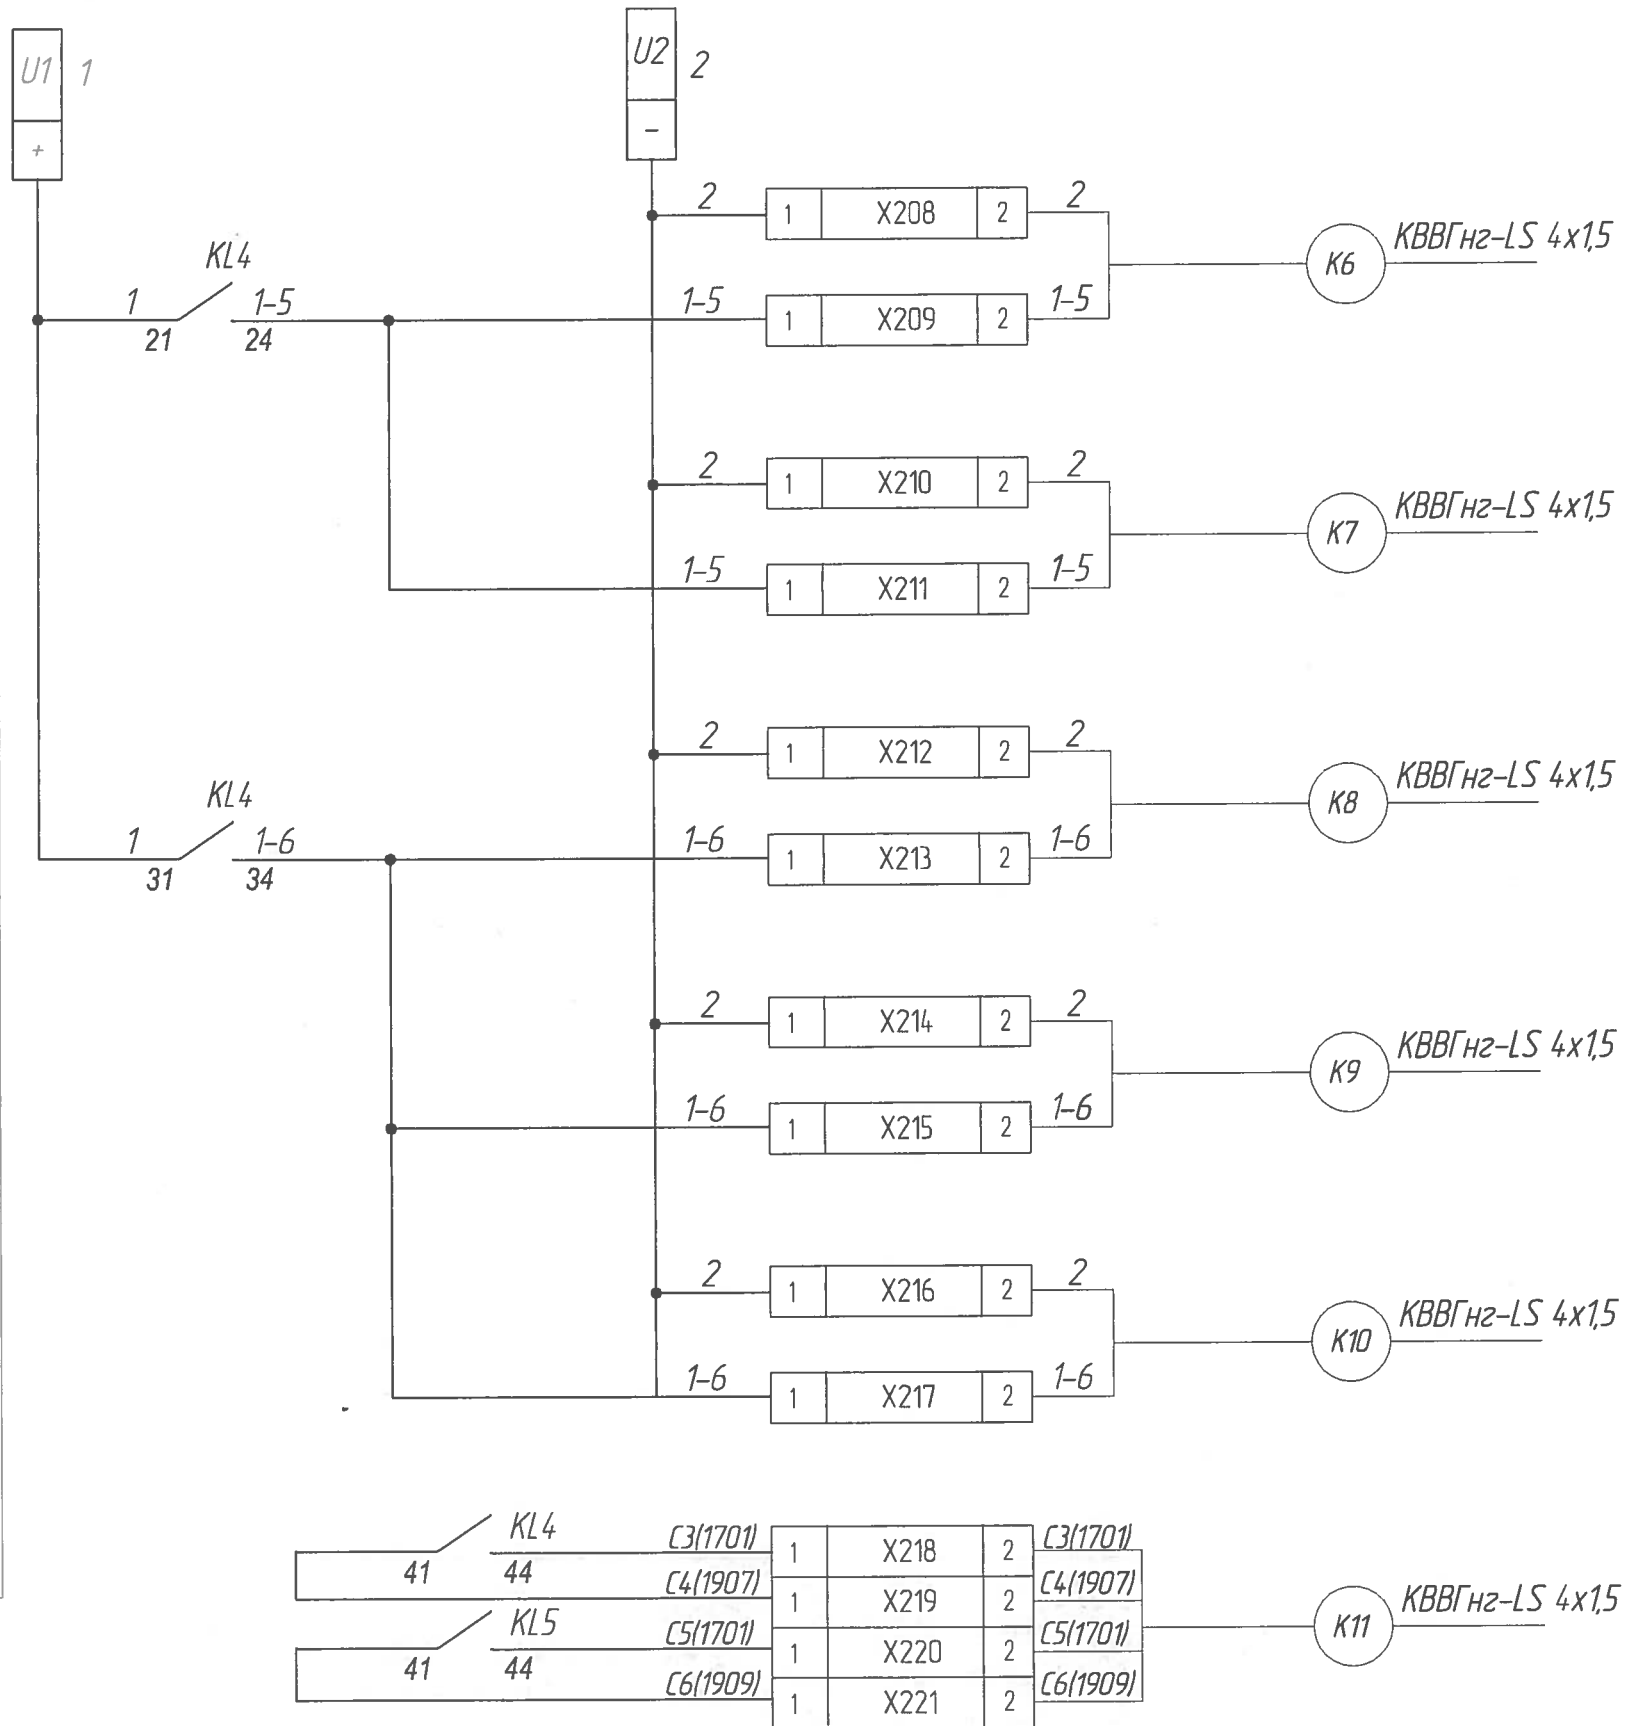 U1 1
+
U2 2
-
2 1 X208 2 2
K6 КВВГнг-LS 4x1,5
KL4
1 1-5 1-5 1 X209 2 1-5
21 24
2 1 X210 2 2
K7 КВВГнг-LS 4x1,5
1-5 1 X211 2 1-5
2 1 X212 2 2
K8 КВВГнг-LS 4x1,5
KL4
1 1-6 1-6 1 X213 2 1-6
31 34
2 1 X214 2 2
K9 КВВГнг-LS 4x1,5
1-6 1 X215 2 1-6
2 1 X216 2 2
K10 КВВГнг-LS 4x1,5
1-6 1 X217 2 1-6
KL4 C3(1701) 1 X218 2 C3(1701)
41 44
C4(1907) 1 X219 2 C4(1907)
K11 КВВГнг-LS 4x1,5
KL5 C5(1701) 1 X220 2 C5(1701)
41 44
C6(1909) 1 X221 2 C6(1909)